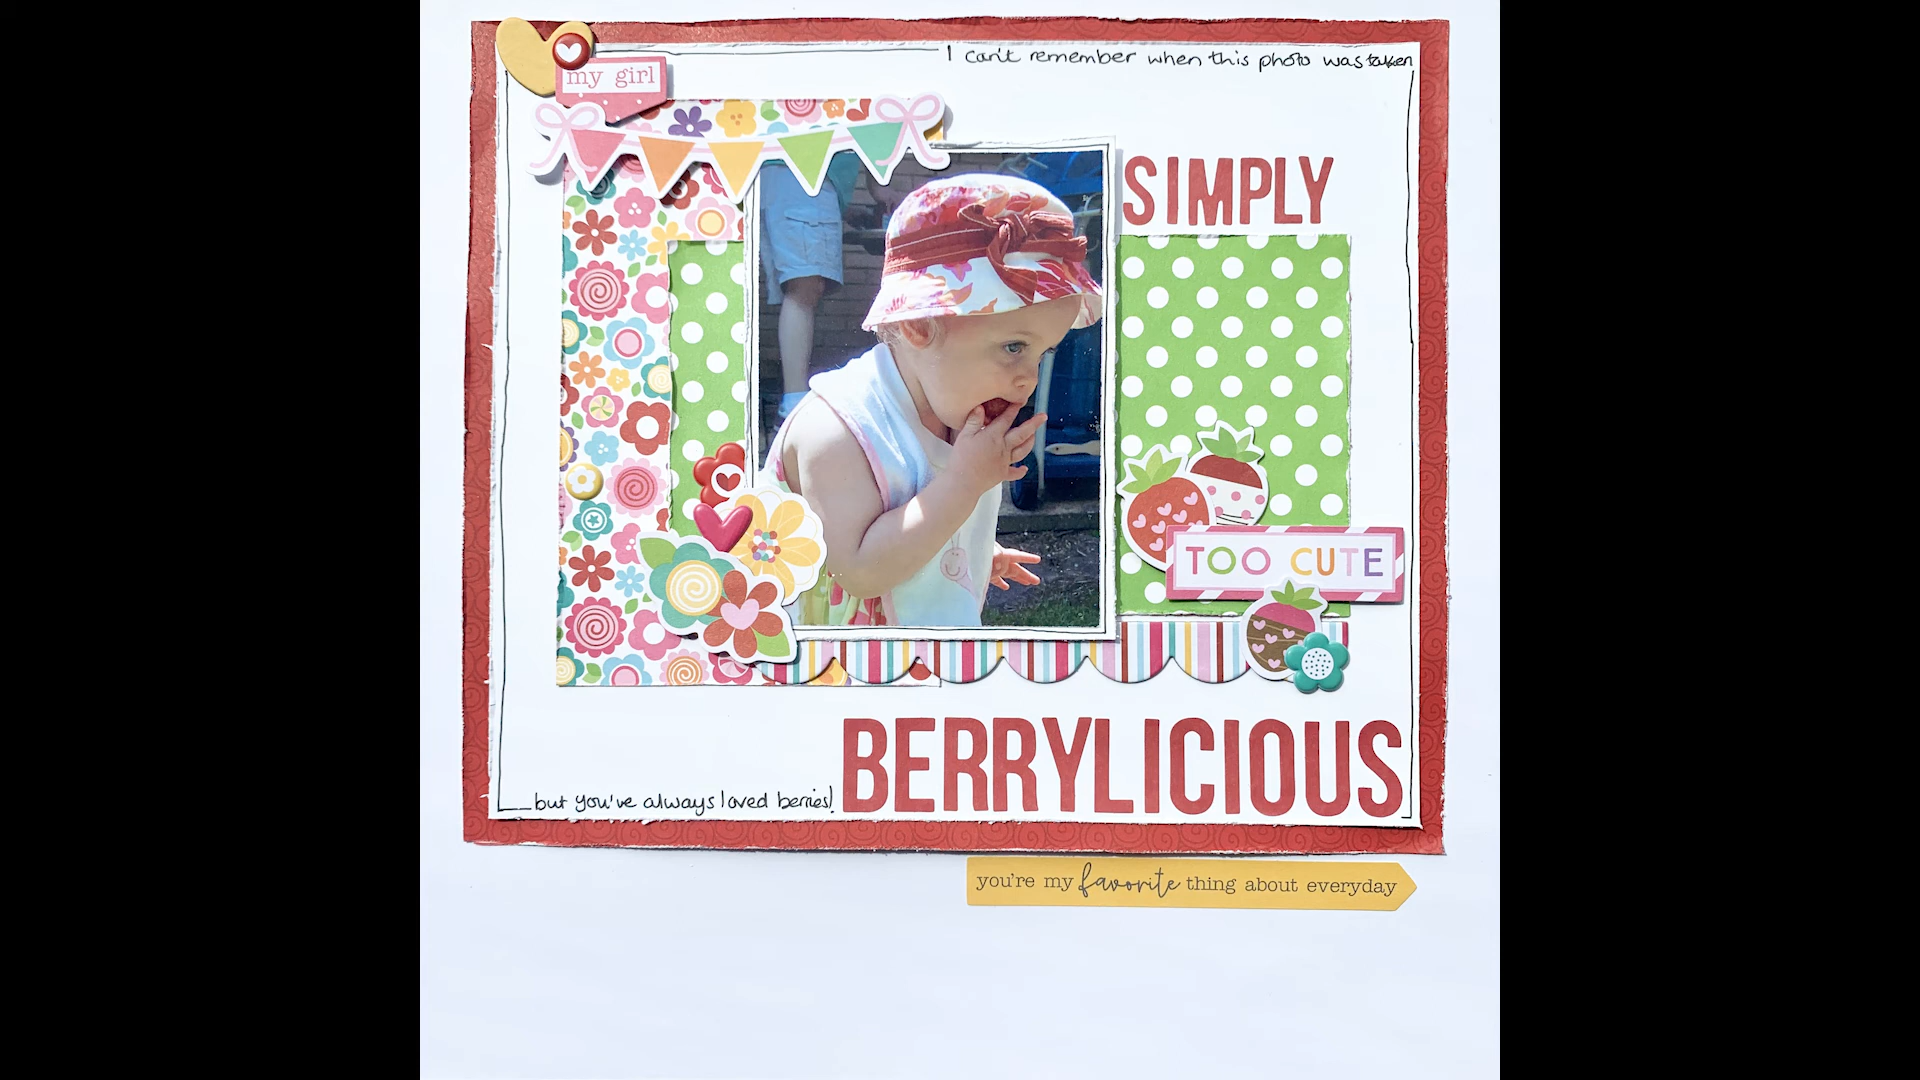 I can't remember when this photo was taken
my girl
SIMPLY
TOO CUTE
BERRYLICIOUS
but you've always loved berries!
you're my favorite thing about everyday